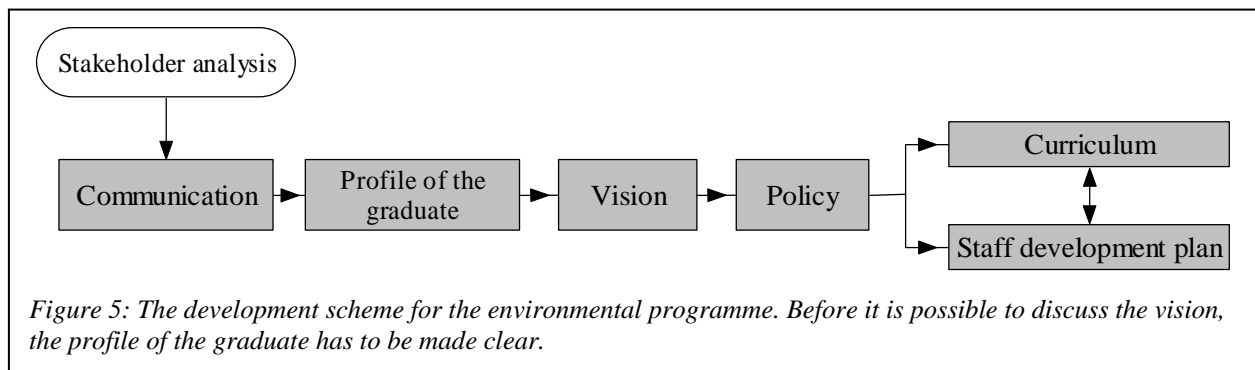 Stakeholder analysis
Communication
Profile of the
graduate
Vision
Policy
Curriculum
Staff development plan
Figure 5: The development scheme for the environmental programme. Before it is possible to discuss the vision,
the profile of the graduate has to be made clear.